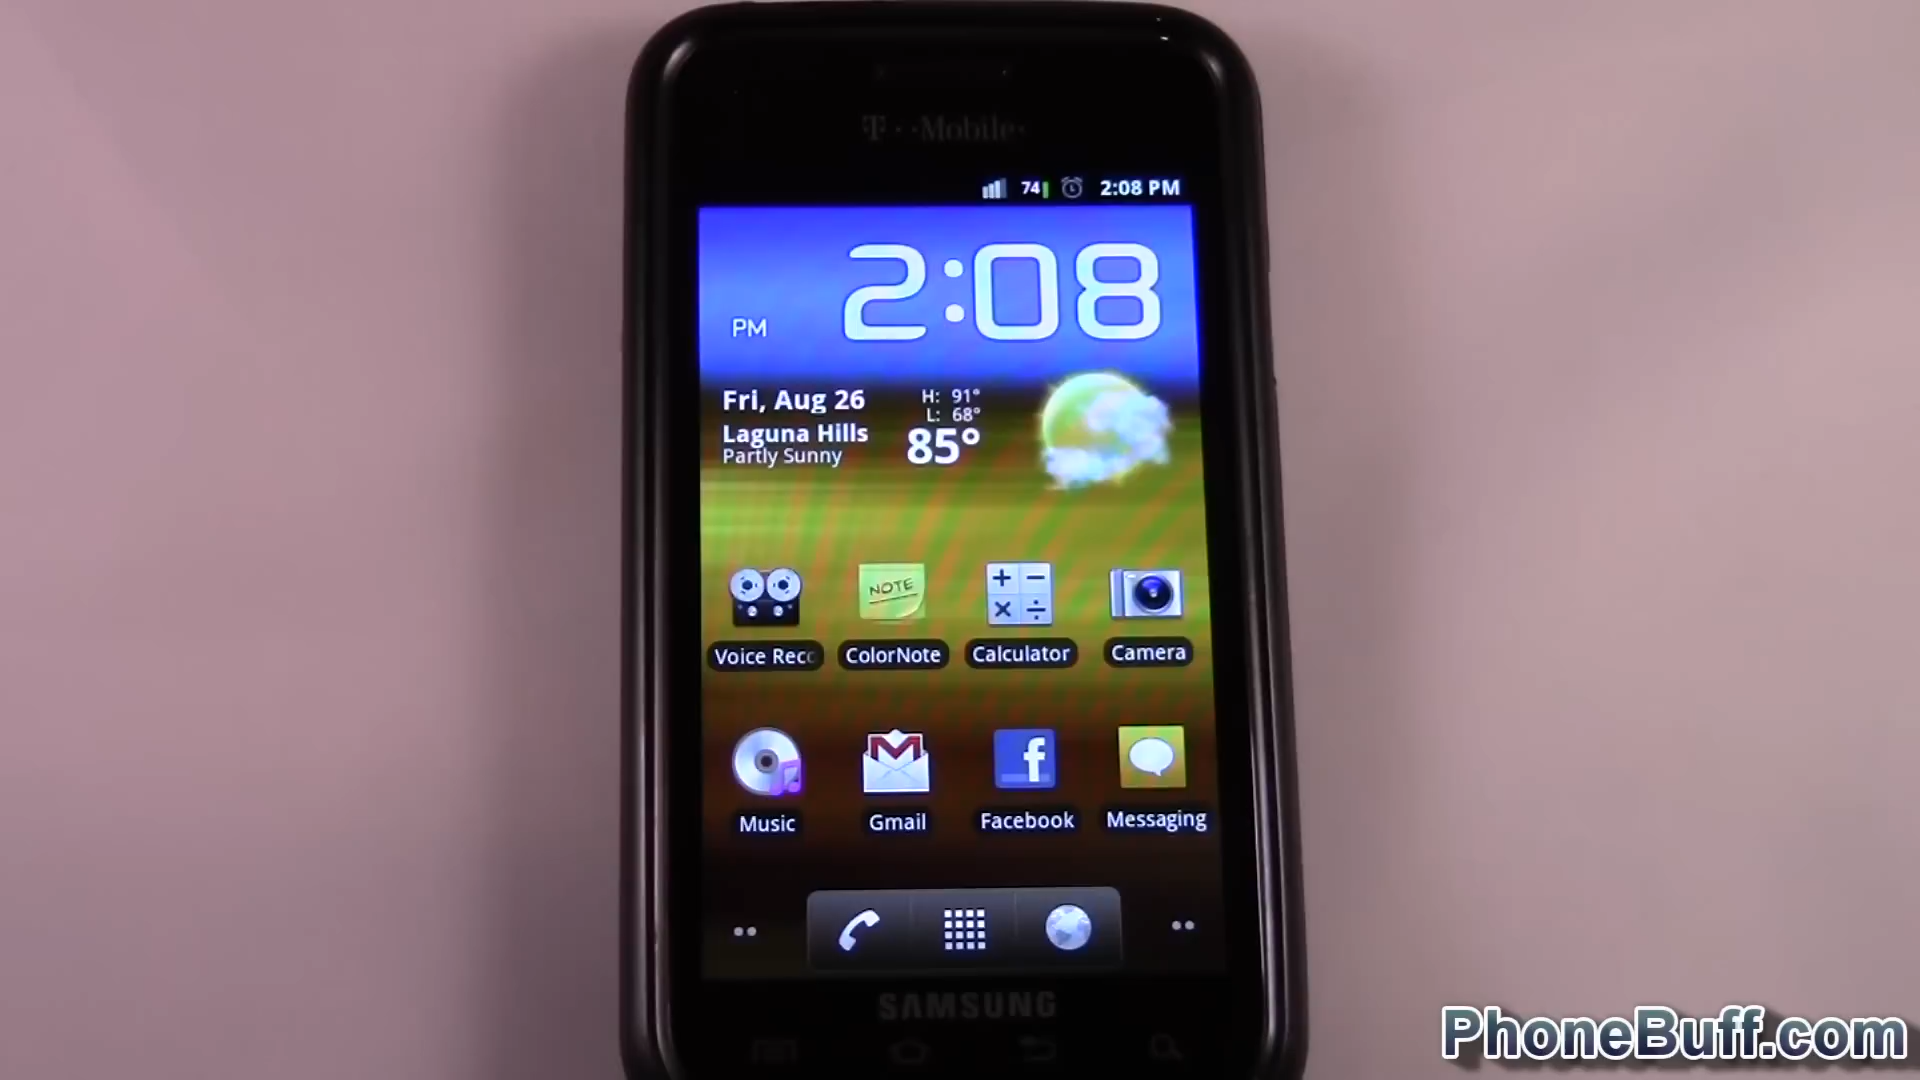 T··Mobile·
74 2:08 PM
2:08
PM
Fri, Aug 26
H: 91°
L: 68°
Laguna Hills
85°
Partly Sunny
NOTE
Voice Rec
ColorNote
Calculator
Camera
Music
Gmail
Facebook
Messaging
SAMSUNG
PhoneBuff.com